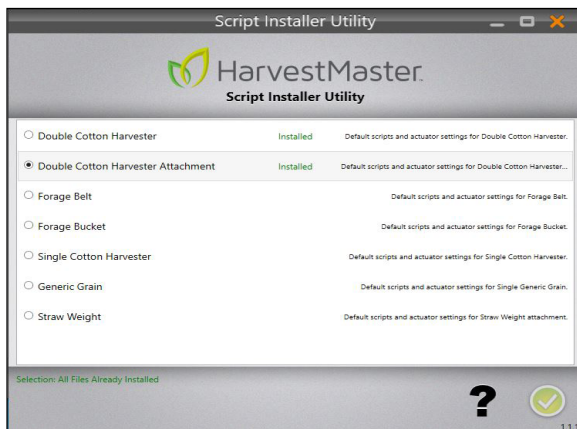 Script Installer Utility
HarvestMaster™
Script Installer Utility
Double Cotton Harvester Installed Default scripts and actuator settings for Double Cotton Harvester.
Double Cotton Harvester Attachment Installed Default scripts and actuator settings for Double Cotton Harvester...
Forage Belt Default scripts and actuator settings for Forage Belt.
Forage Bucket Default scripts and actuator settings for Forage Bucket.
Single Cotton Harvester Default scripts and actuator settings for Single Cotton Harvester.
Generic Grain Default scripts and actuator settings for Single Generic Grain.
Straw Weight Default scripts and actuator settings for Straw Weight attachment.
Selection: All Files Already Installed
?